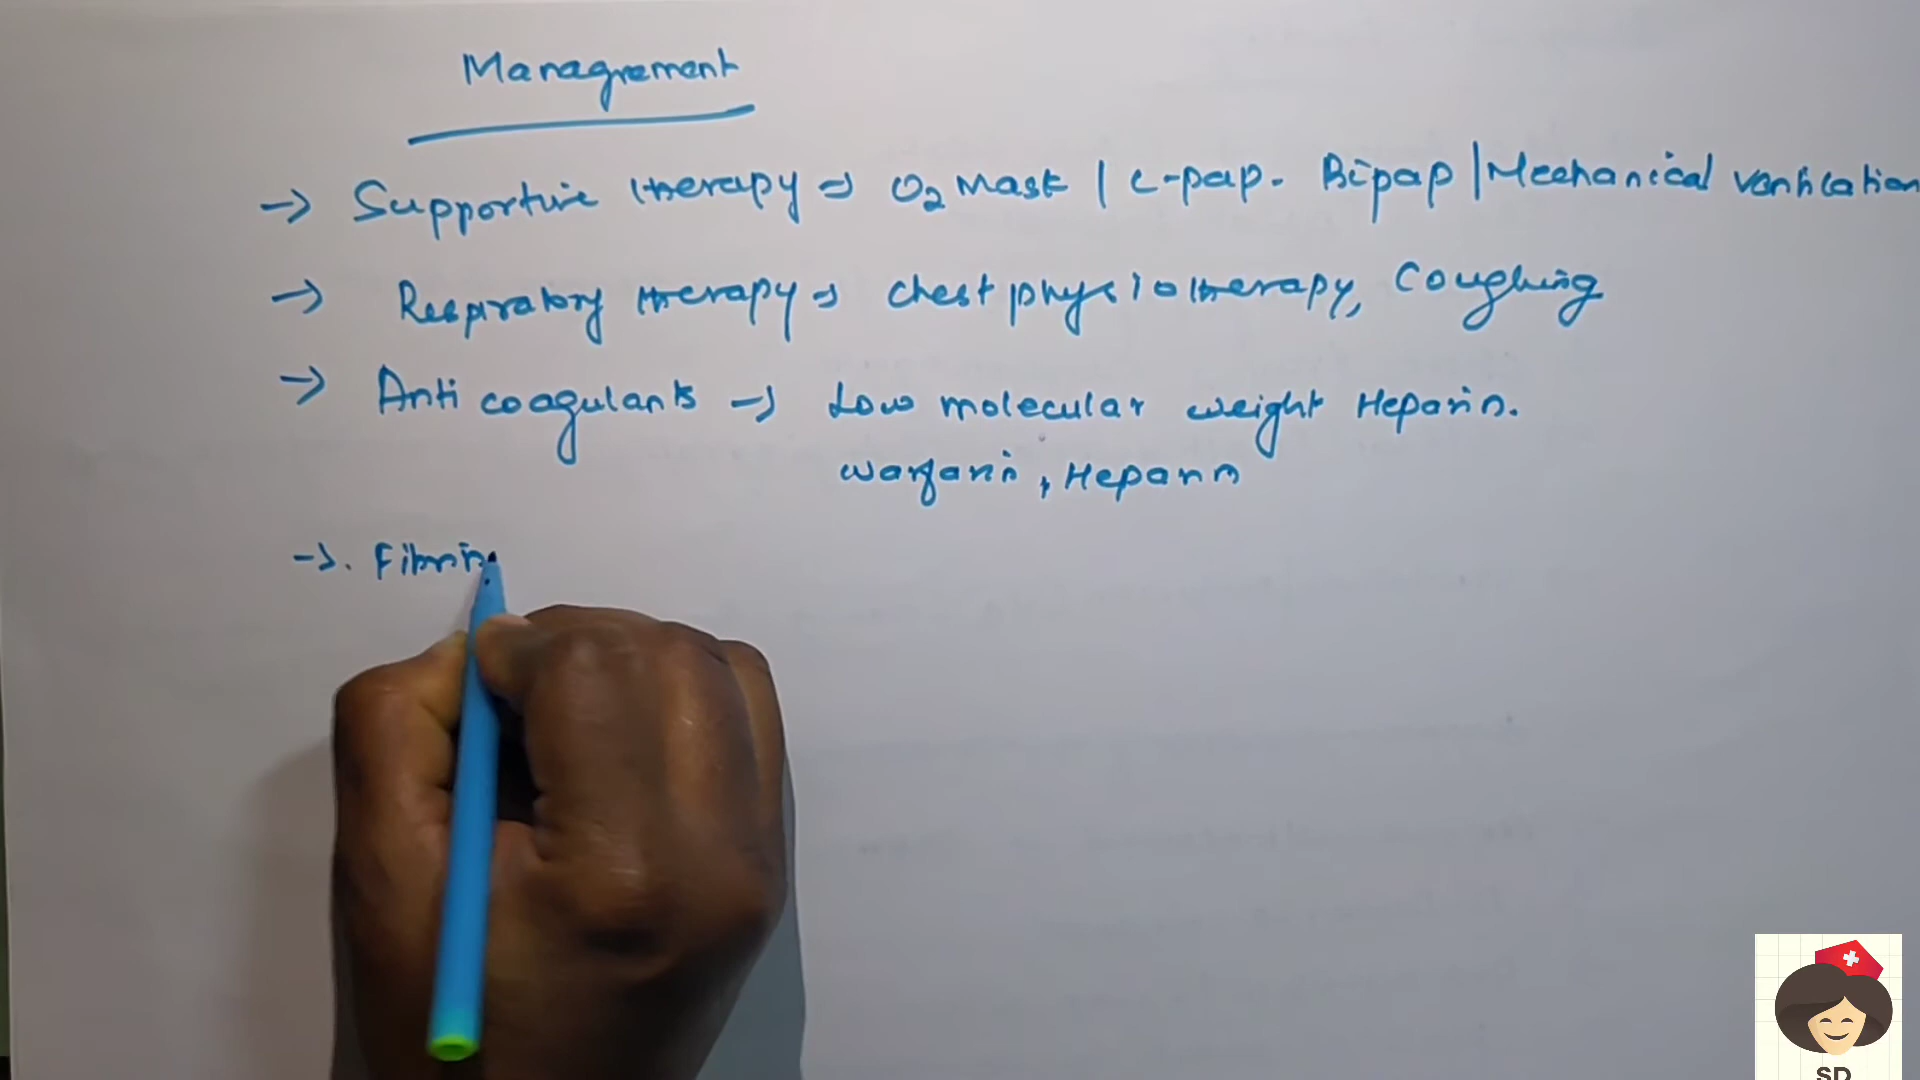 Management
→ Supportive therapy → O2 Mask | C-pap. Bipap | Mechanical ventilation
→ Respiratory therapy → chest physiotherapy, Coughing
→ Anti coagulants → Low molecular weight Heparin.
Warfarin, Heparin
→. Fibrin
SD